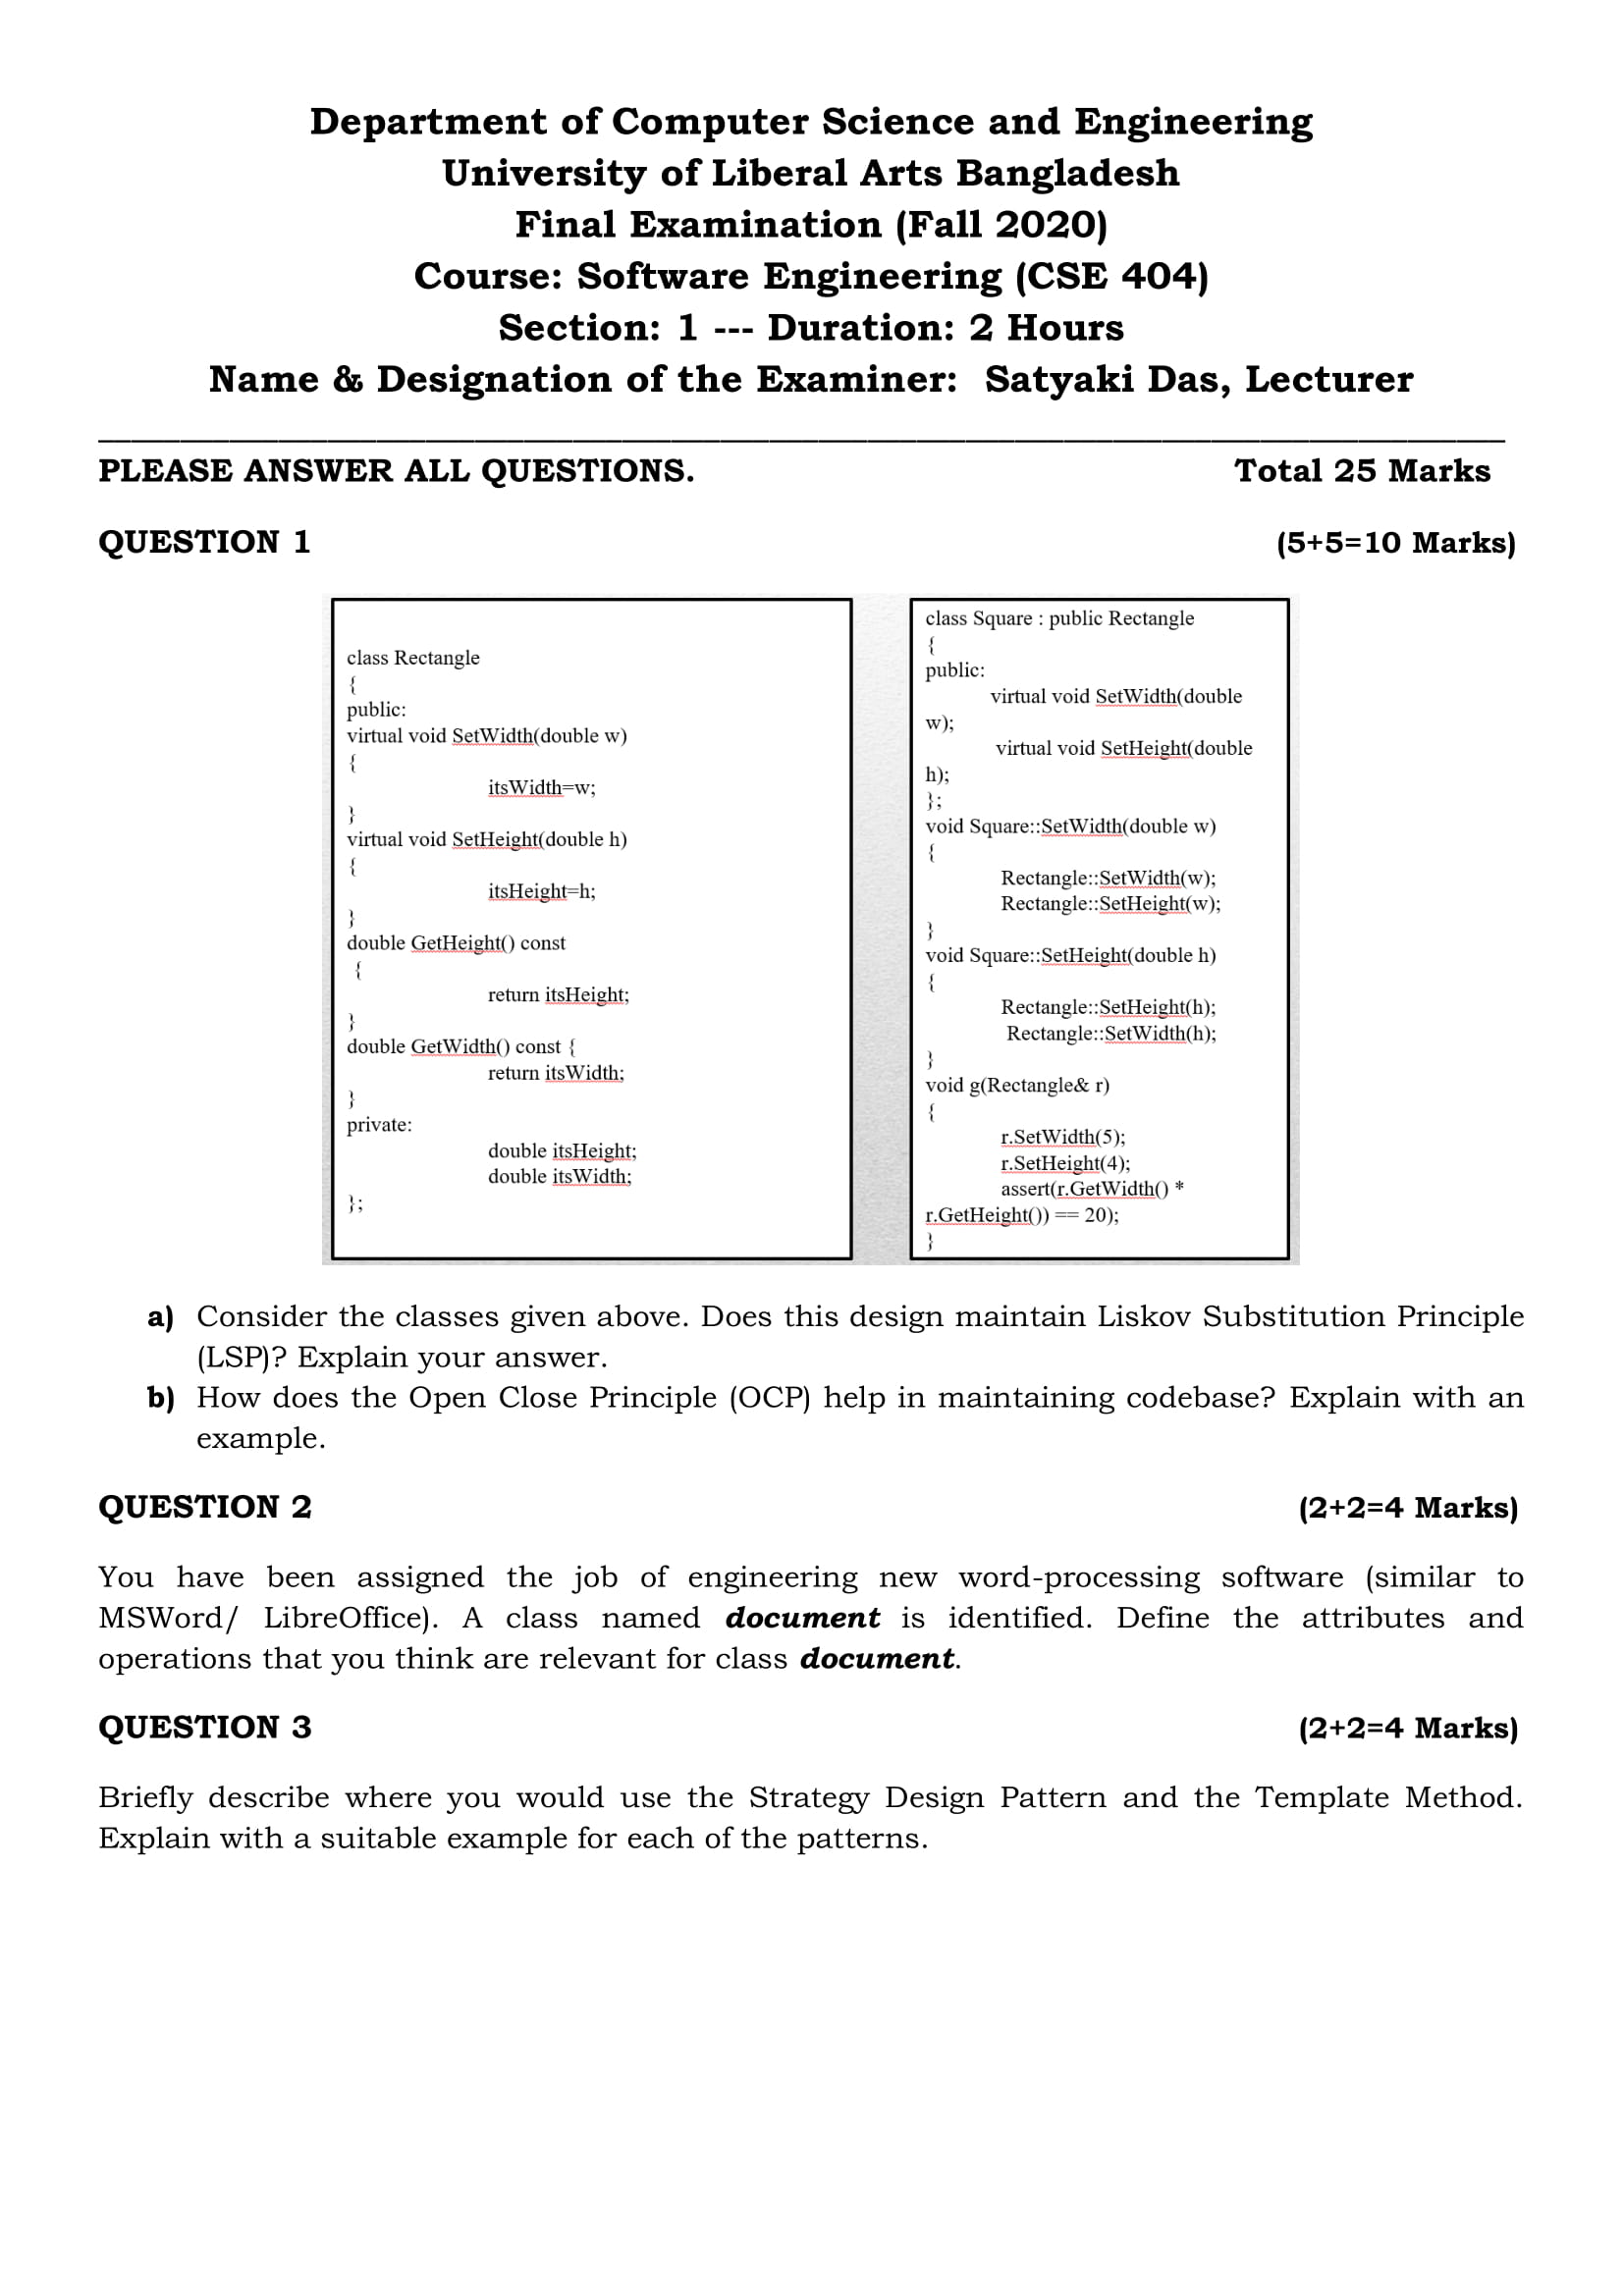 Department of Computer Science and Engineering
University of Liberal Arts Bangladesh
Final Examination (Fall 2020)
Course: Software Engineering (CSE 404)
Section: 1 --- Duration: 2 Hours
Name & Designation of the Examiner: Satyaki Das, Lecturer
PLEASE ANSWER ALL QUESTIONS. Total 25 Marks
QUESTION 1 (5+5=10 Marks)
class Rectangle
{
public:
virtual void SetWidth(double w)
{
itsWidth=w;
}
virtual void SetHeight(double h)
{
itsHeight=h;
}
double GetHeight() const
{
return itsHeight;
}
double GetWidth() const {
return itsWidth;
}
private:
double itsHeight;
double itsWidth;
};
class Square : public Rectangle
{
public:
virtual void SetWidth(double
w);
virtual void SetHeight(double
h);
};
void Square::SetWidth(double w)
{
Rectangle::SetWidth(w);
Rectangle::SetHeight(w);
}
void Square::SetHeight(double h)
{
Rectangle::SetHeight(h);
Rectangle::SetWidth(h);
}
void g(Rectangle& r)
{
r.SetWidth(5);
r.SetHeight(4);
assert(r.GetWidth() *
r.GetHeight()) == 20);
}
a) Consider the classes given above. Does this design maintain Liskov Substitution Principle
(LSP)? Explain your answer.
b) How does the Open Close Principle (OCP) help in maintaining codebase? Explain with an
example.
QUESTION 2 (2+2=4 Marks)
You have been assigned the job of engineering new word-processing software (similar to
MSWord/ LibreOffice). A class named document is identified. Define the attributes and
operations that you think are relevant for class document.
QUESTION 3 (2+2=4 Marks)
Briefly describe where you would use the Strategy Design Pattern and the Template Method.
Explain with a suitable example for each of the patterns.